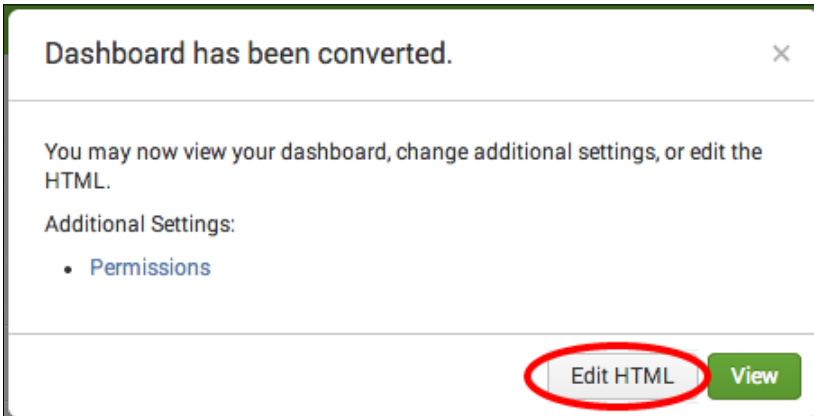 Dashboard has been converted.
×
You may now view your dashboard, change additional settings, or edit the
HTML.
Additional Settings:
• Permissions
Edit HTML View